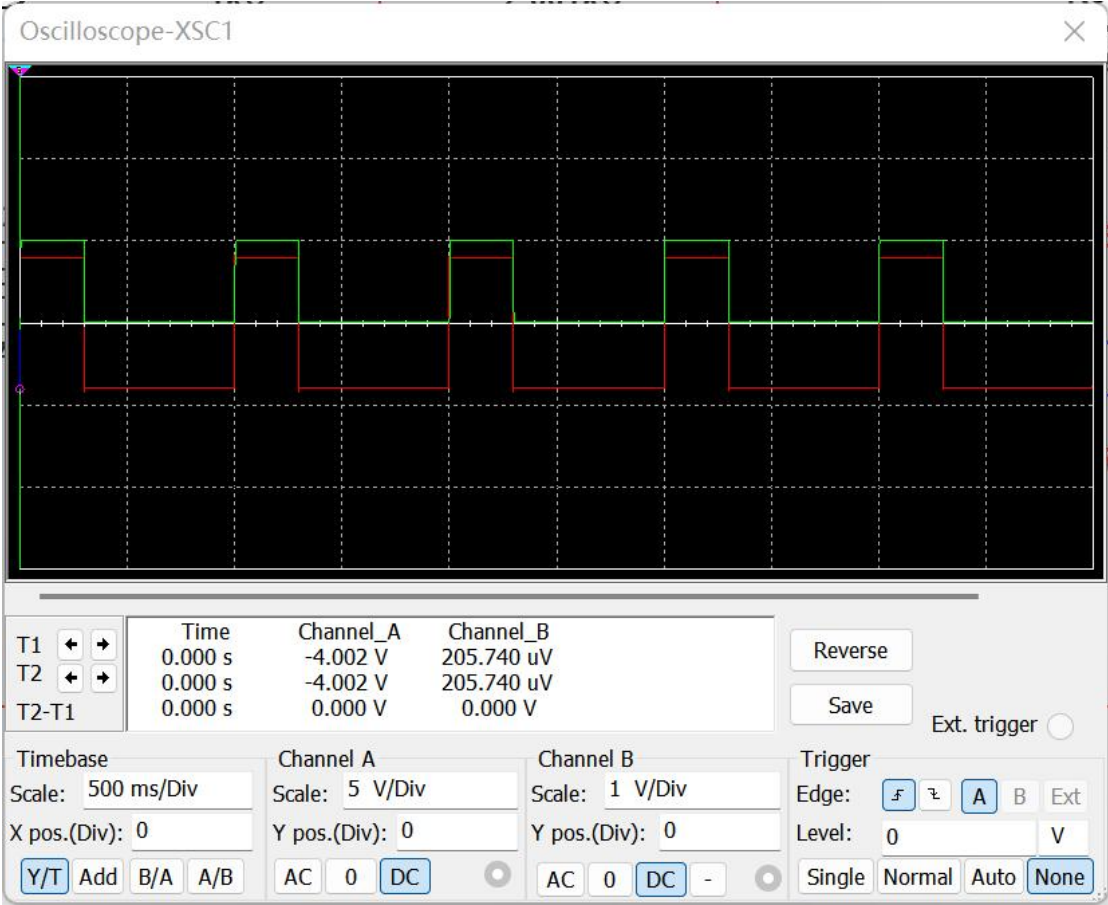 Oscilloscope-XSC1
Time Channel_A Channel_B
T1 0.000 s -4.002 V 205.740 uV
T2 0.000 s -4.002 V 205.740 uV
T2-T1 0.000 s 0.000 V 0.000 V
Reverse
Save
Ext. trigger
Timebase
Scale: 500 ms/Div
X pos.(Div): 0
Y/T Add B/A A/B
Channel A
Scale: 5 V/Div
Y pos.(Div): 0
AC 0 DC
Channel B
Scale: 1 V/Div
Y pos.(Div): 0
AC 0 DC -
Trigger
Edge: A B Ext
Level: 0 V
Single Normal Auto None